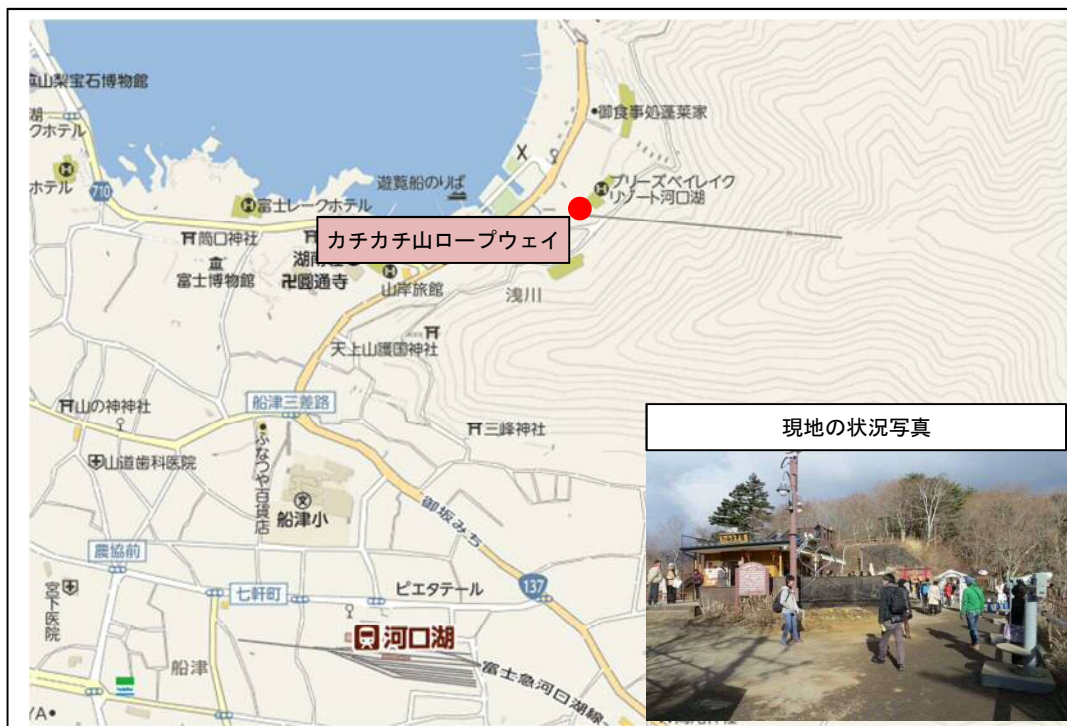 山梨宝石博物館
湖
クホテル
ホテル
710
富士レークホテル
遊覧船のりば
御食事処蓬莱家
ブリーズベイレイク
リゾート河口湖
カチカチ山ロープウェイ
筒口神社
富士博物館
湖南
圓通寺
山岸旅館
浅川
天上山護国神社
船津三差路
山の神神社
三峰神社
山道歯科医院
ふなつや百貨店
船津小
御坂みち
現地の状況写真
農協前
七軒町
ピエタテール
137
宮下医院
河口湖
船津
富士急河口湖線
YA